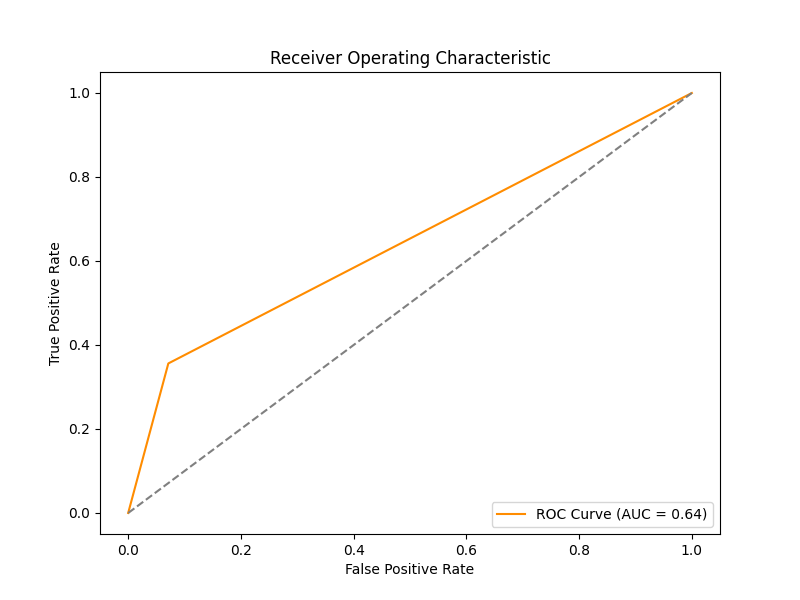 Receiver Operating Characteristic
True Positive Rate
1.0
0.8
0.6
0.4
0.2
0.0
ROC Curve (AUC = 0.64)
0.0 0.2 0.4 0.6 0.8 1.0
False Positive Rate